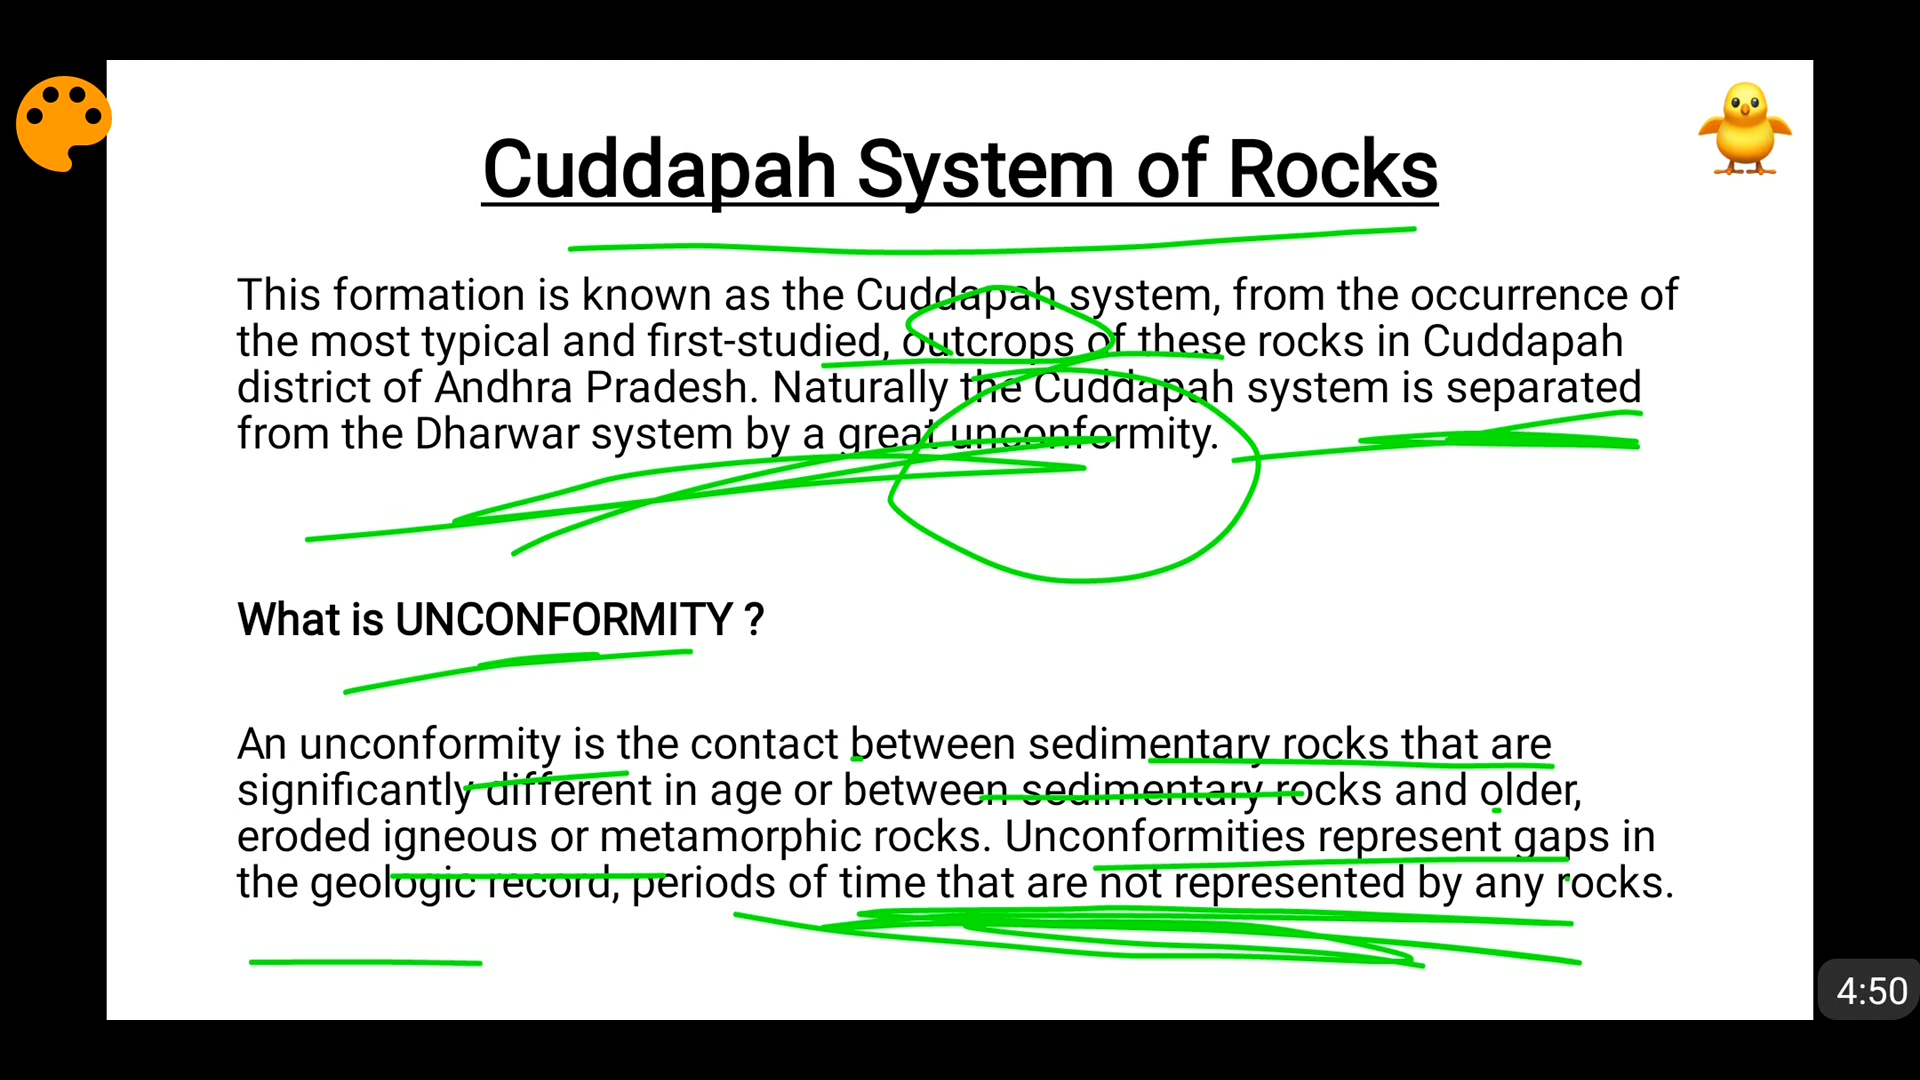 Cuddapah System of Rocks
This formation is known as the Cuddapah system, from the occurrence of
the most typical and first-studied, outcrops of these rocks in Cuddapah
district of Andhra Pradesh. Naturally the Cuddapah system is separated
from the Dharwar system by a great unconformity.
What is UNCONFORMITY ?
An unconformity is the contact between sedimentary rocks that are
significantly different in age or between sedimentary rocks and older,
eroded igneous or metamorphic rocks. Unconformities represent gaps in
the geologic record, periods of time that are not represented by any rocks.
4:50